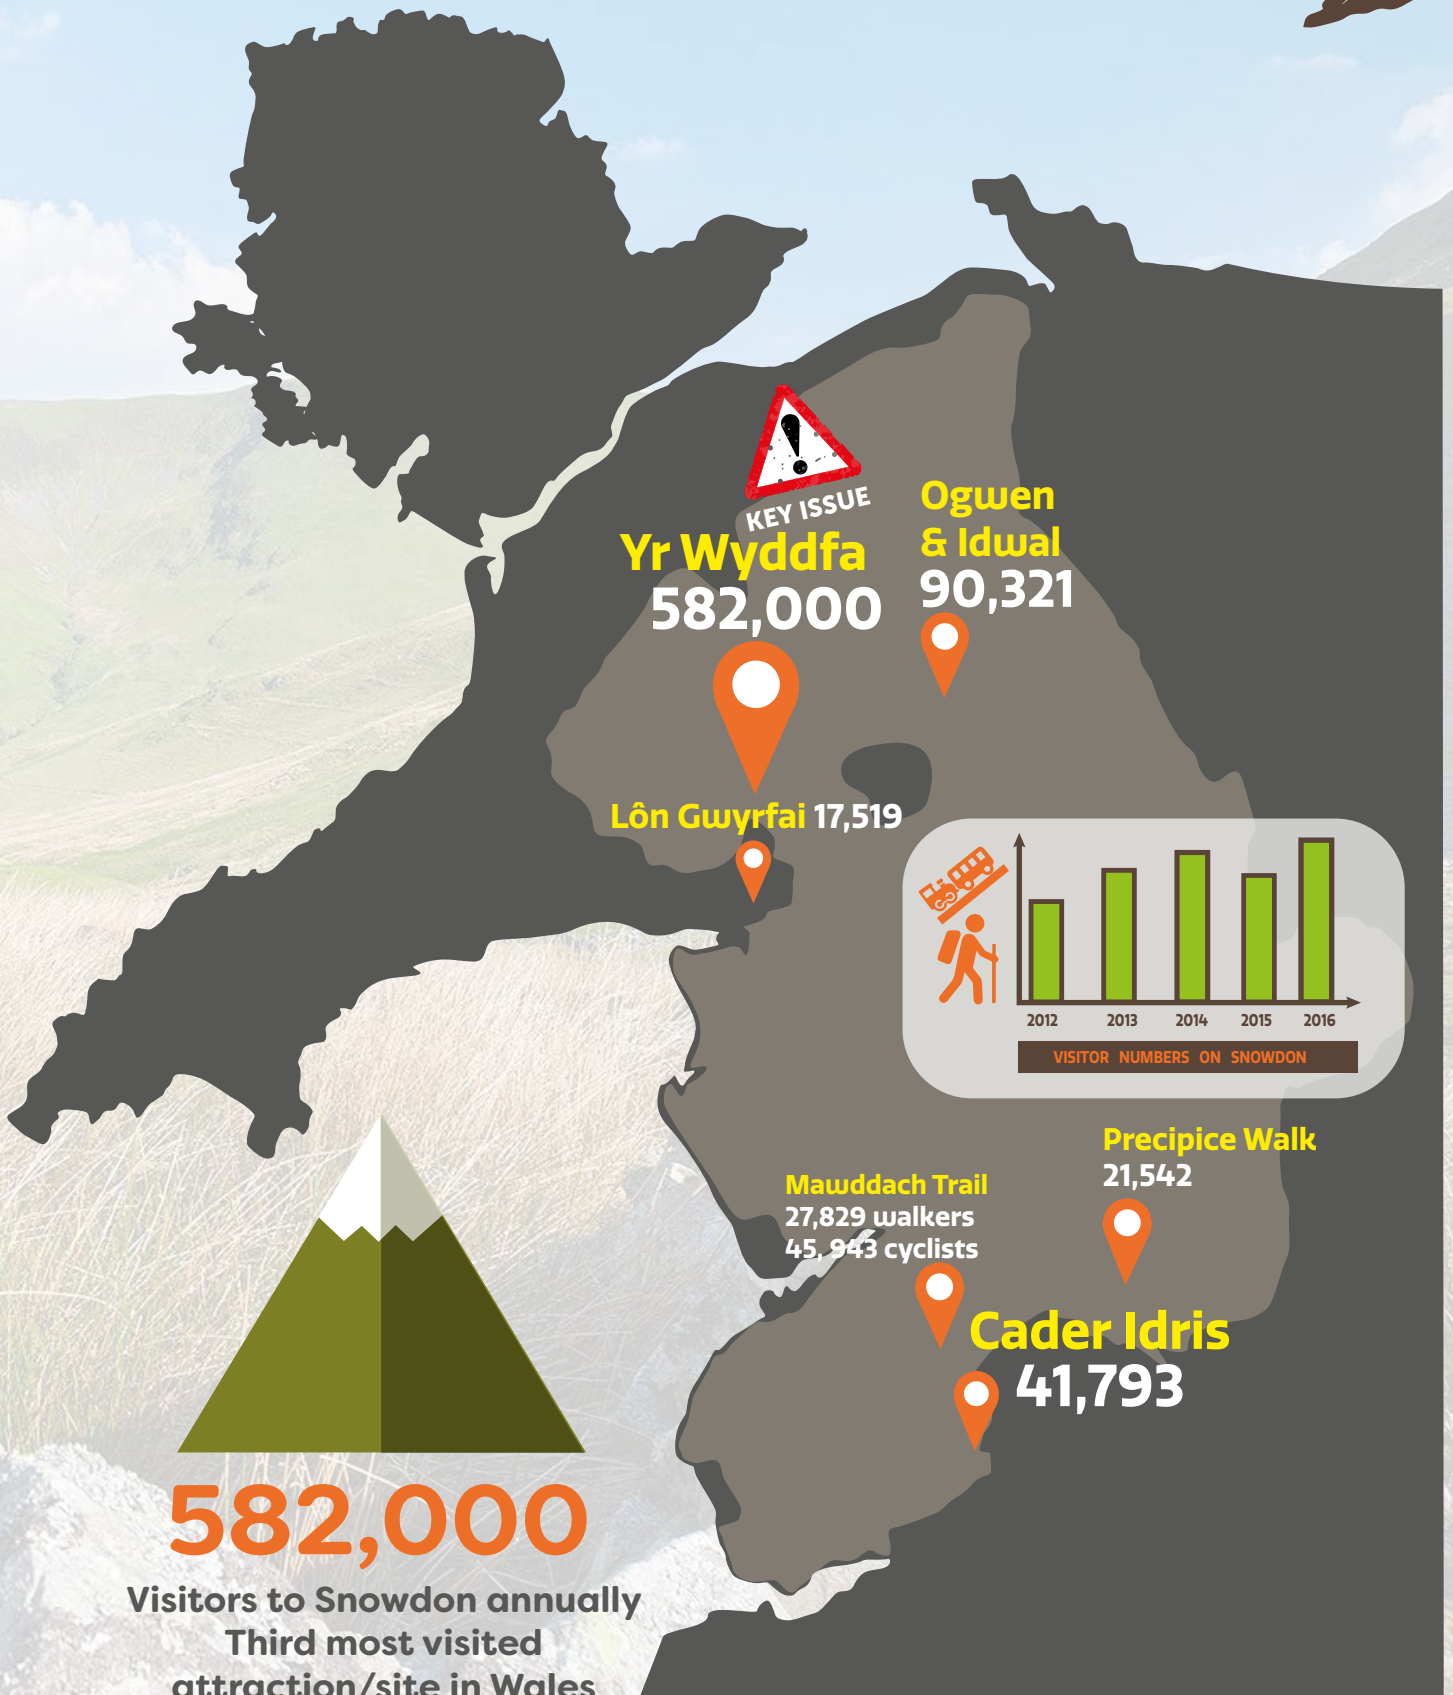 KEY ISSUE
Yr Wyddfa
582,000
Ogwen
& Idwal
90,321
Lôn Gwyrfai 17,519
2012 2013 2014 2015 2016
VISITOR NUMBERS ON SNOWDON
Precipice Walk
21,542
Mawddach Trail
27,829 walkers
45, 943 cyclists
Cader Idris
41,793
582,000
Visitors to Snowdon annually
Third most visited
attraction/site in Wales